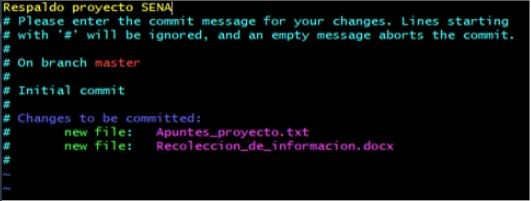 Respaldo proyecto SENA
# Please enter the commit message for your changes. Lines starting
# with '#' will be ignored, and an empty message aborts the commit.
#
# On branch master
#
# Initial commit
#
# Changes to be committed:
#       new file:   Apuntes_proyecto.txt
#       new file:   Recoleccion_de_informacion.docx
#
~
~